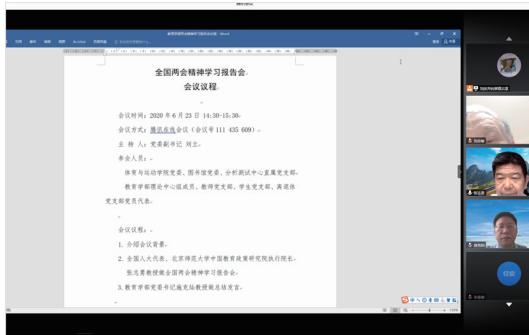 全国两会精神学习报告会
会议议程
会议时间：2020 年 6 月 23 日 14:30-15:30
会议方式：腾讯在线会议（会议号 111 435 609）
主 持 人：党委副书记 刘立
参会人员：
体育与运动学院党委、图书馆党委、分析测试中心直属党支部、
教育学部理论中心组成员、教师党支部、学生党支部、离退休
党支部党员代表。
会议议程：
1. 介绍会议背景。
2. 全国人大代表、北京师范大学中国教育政策研究院执行院长、
张志勇教授做全国两会精神学习报告会。
3. 教育学部党委书记施克灿教授做总结发言。